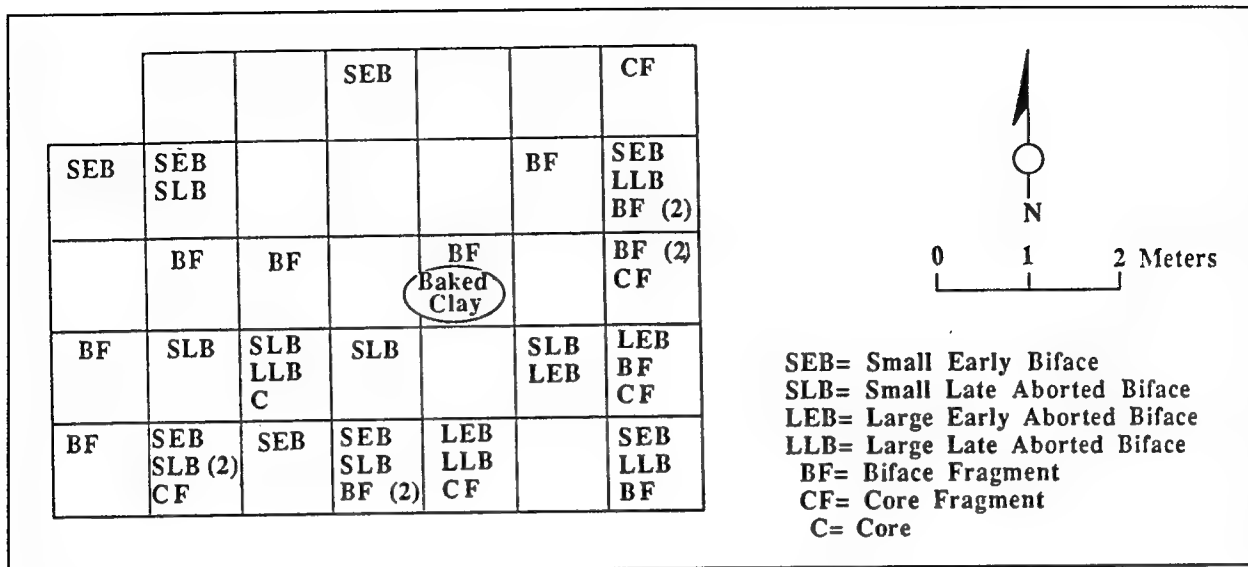 SEB CF
SEB SEB BF SEB
SLB LLB
BF (2)
BF BF BF BF (2)
Baked CF
Clay
BF SLB SLB SLB SLB LEB
LLB LEB BF
C CF
BF SEB SEB SEB LEB SEB
SLB (2) SLB LLB LLB
CF BF (2) CF BF
N
0 1 2 Meters
SEB= Small Early Biface
SLB= Small Late Aborted Biface
LEB= Large Early Aborted Biface
LLB= Large Late Aborted Biface
BF= Biface Fragment
CF= Core Fragment
C= Core